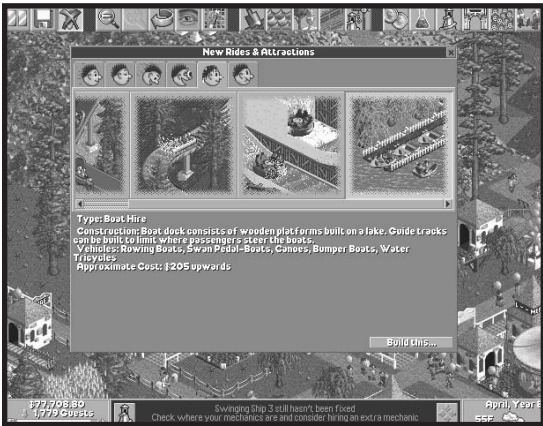 New Rides & Attractions
Type: Boat Hire
Construction: Boat dock consists of wooden platforms built on a lake. Guide tracks
can be built to limit where passengers steer the boats.
Vehicles: Rowing Boats, Swan Pedal-Boats, Canoes, Bumper Boats, Water
Tricycles
Approximate Cost: $205 upwards
Build this...
$77,708.80
1,779 Guests
Swinging Ship 3 still hasn't been fixed
Check where your mechanics are and consider hiring an extra mechanic
April, Year 8
55F